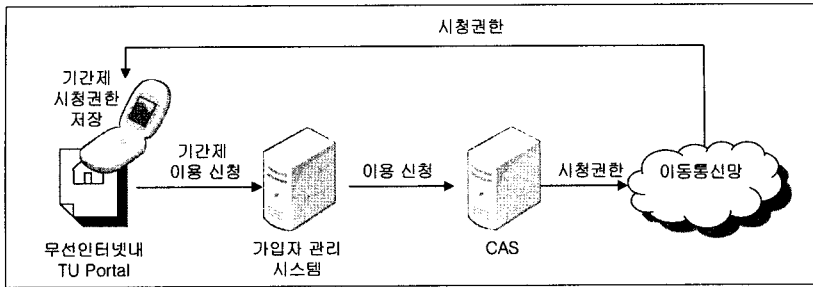 시청권한
기간제
시청권한
저장
기간제
이용 신청
이용 신청
시청권한
이동통신망
무선인터넷내
TU Portal
가입자 관리
시스템
CAS